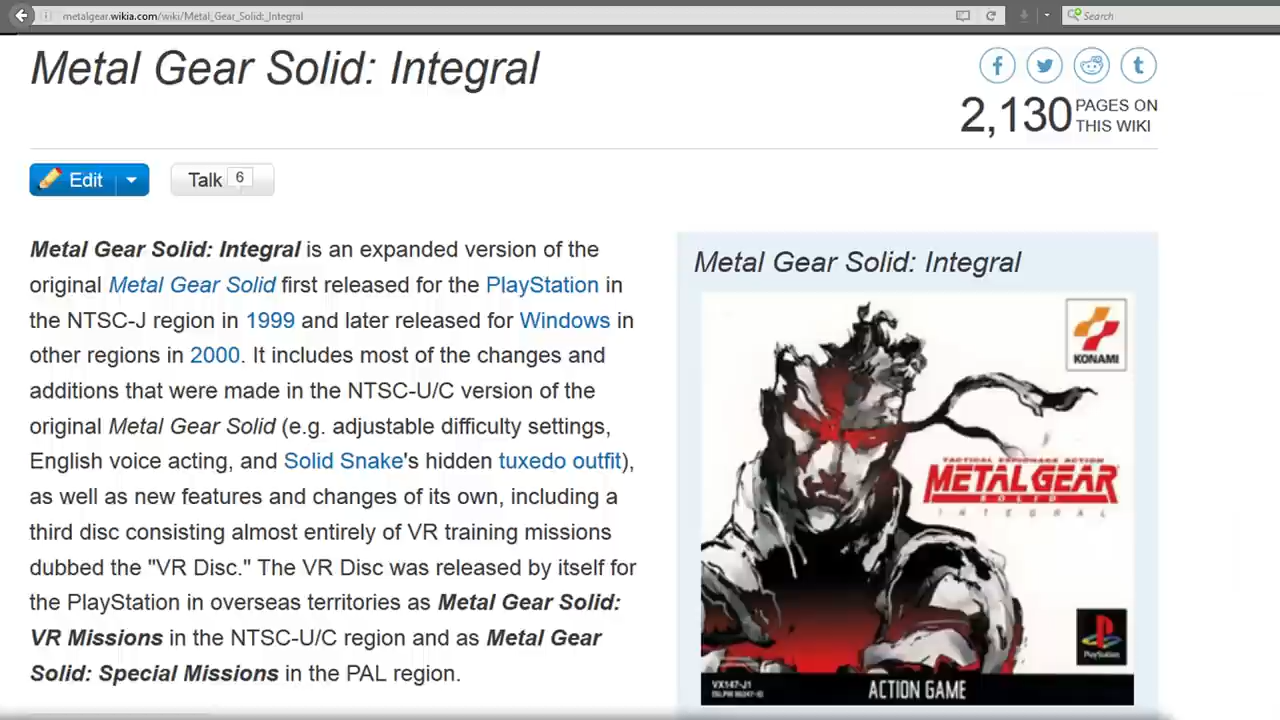 metalgear.wikia.com/wiki/Metal_Gear_Solid:_Integral
Search
Metal Gear Solid: Integral
2,130 PAGES ON
THIS WIKI
Edit
Talk 6
Metal Gear Solid: Integral is an expanded version of the
original Metal Gear Solid first released for the PlayStation in
the NTSC-J region in 1999 and later released for Windows in
other regions in 2000. It includes most of the changes and
additions that were made in the NTSC-U/C version of the
original Metal Gear Solid (e.g. adjustable difficulty settings,
English voice acting, and Solid Snake's hidden tuxedo outfit),
as well as new features and changes of its own, including a
third disc consisting almost entirely of VR training missions
dubbed the "VR Disc." The VR Disc was released by itself for
the PlayStation in overseas territories as Metal Gear Solid:
VR Missions in the NTSC-U/C region and as Metal Gear
Solid: Special Missions in the PAL region.
Metal Gear Solid: Integral
KONAMI
TACTICAL ESPIONAGE ACTION
METAL GEAR
SOLID
INTEGRAL
PlayStation
VX147-J1
ACTION GAME